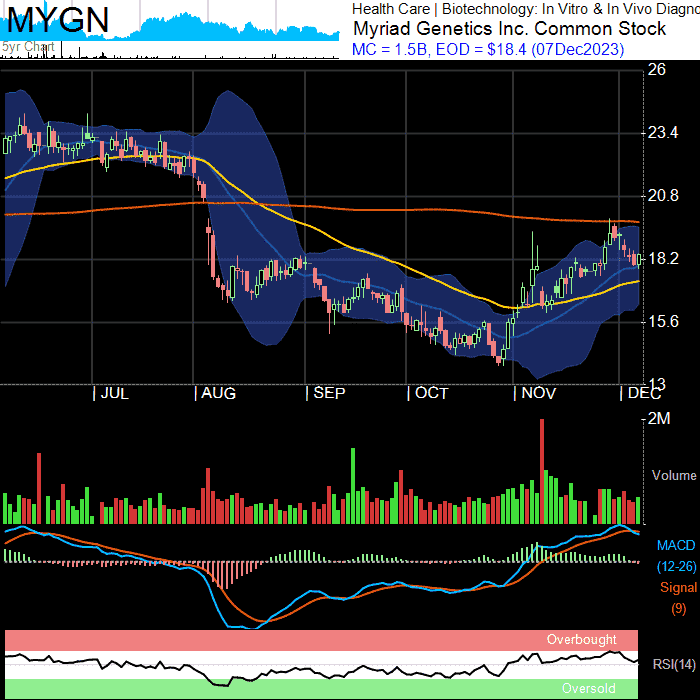 MYGN
Health Care | Biotechnology: In Vitro & In Vivo Diagno
Myriad Genetics Inc. Common Stock
MC = 1.5B, EOD = $18.4 (07Dec2023)
5yr Chart
26
23.4
20.8
18.2
15.6
13
| JUL | AUG | SEP | OCT | NOV | DEC
2M
Volume
MACD
(12-26)
Signal
(9)
Overbought
RSI(14)
Oversold